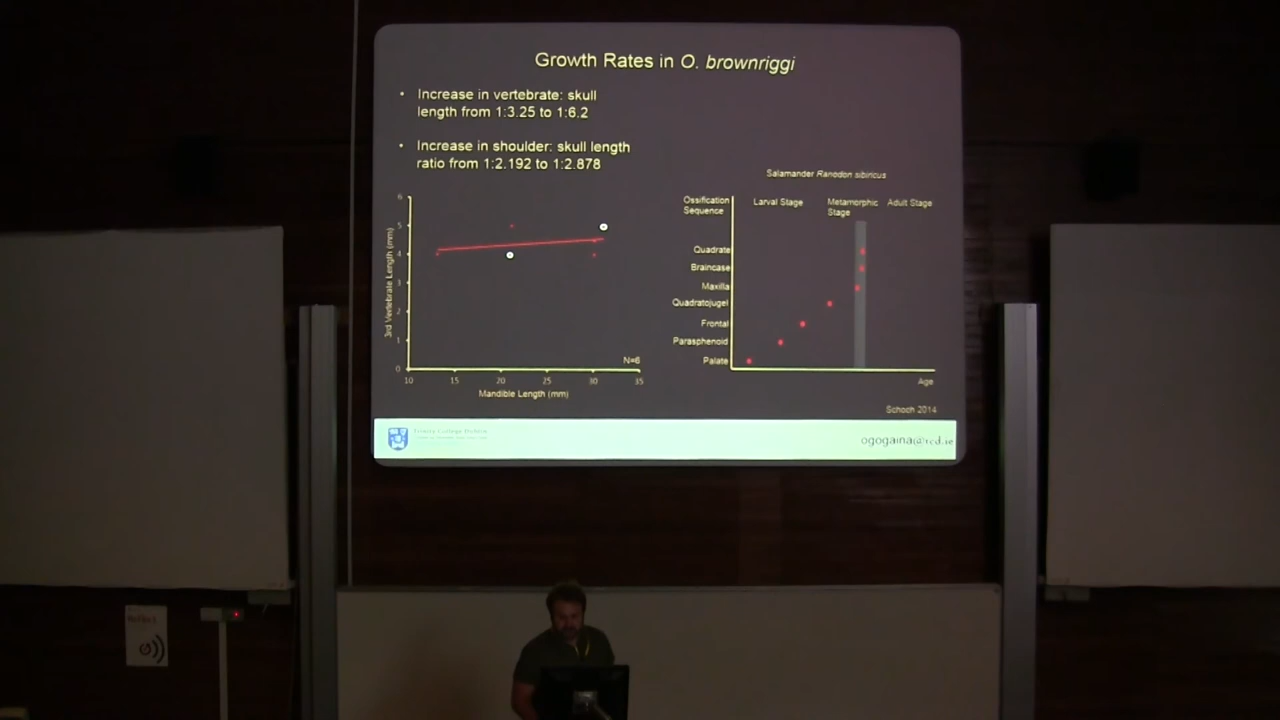 Growth Rates in O. brownriggi
• Increase in vertebrate: skull
length from 1:3.25 to 1:6.2
• Increase in shoulder: skull length
ratio from 1:2.192 to 1:2.878
6
5
4
3
2
1
0
3rd Vertebrate Length (mm)
10 15 20 25 30 35
Mandible Length (mm)
N=6
Salamander Ranodon sibiricus
Ossification
Sequence
Larval Stage
Metamorphic
Stage
Adult Stage
Quadrate
Braincase
Maxilla
Quadratojugel
Frontal
Parasphenoid
Palate
Age
Schoch 2014
Trinity College Dublin
ogogaina@tcd.ie